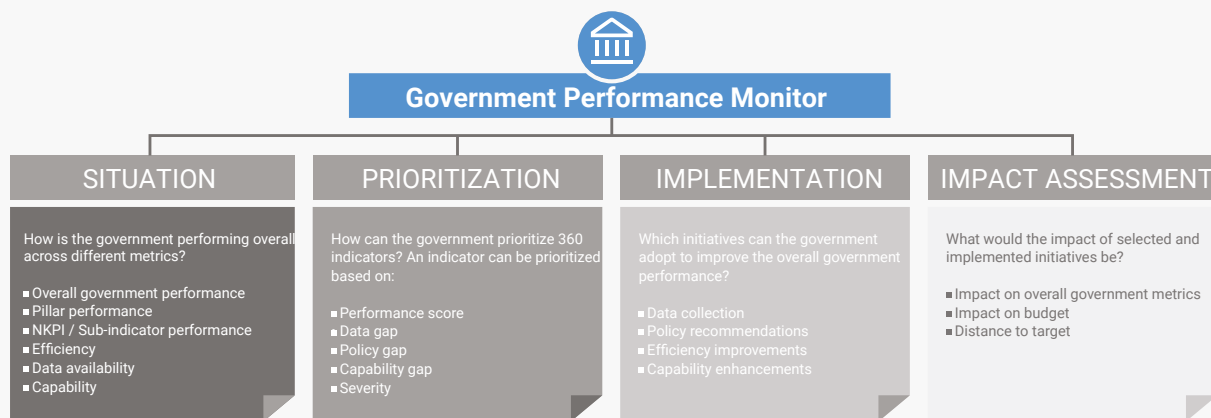 Government Performance Monitor
SITUATION
How is the government performing overall
across different metrics?
▪ Overall government performance
▪ Pillar performance
▪ NKPI / Sub-indicator performance
▪ Efficiency
▪ Data availability
▪ Capability
PRIORITIZATION
How can the government prioritize 360
indicators? An indicator can be prioritized
based on:
▪ Performance score
▪ Data gap
▪ Policy gap
▪ Capability gap
▪ Severity
IMPLEMENTATION
Which initiatives can the government
adopt to improve the overall government
performance?
▪ Data collection
▪ Policy recommendations
▪ Efficiency improvements
▪ Capability enhancements
IMPACT ASSESSMENT
What would the impact of selected and
implemented initiatives be?
▪ Impact on overall government metrics
▪ Impact on budget
▪ Distance to target